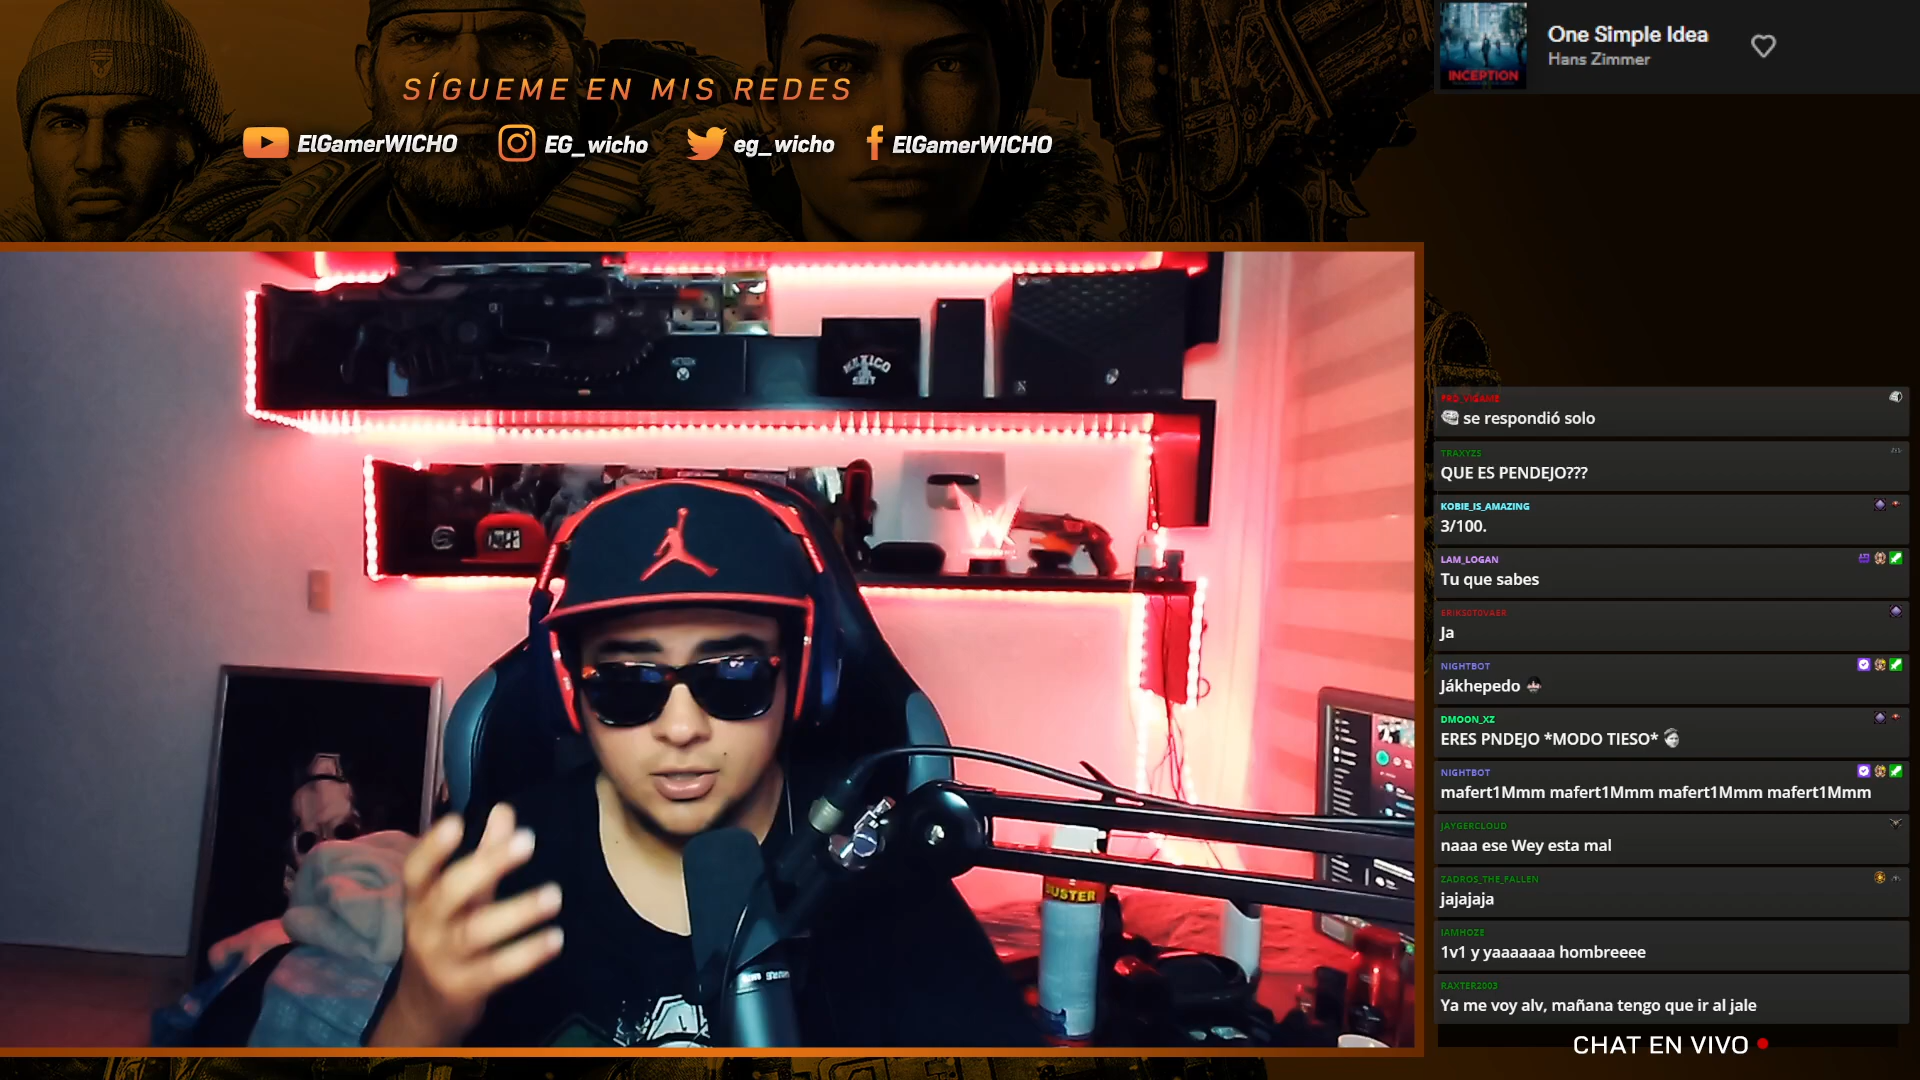 SÍGUEME EN MIS REDES
ElGamerWICHO
EG_wicho
eg_wicho
ElGamerWICHO
One Simple Idea
Hans Zimmer
INCEPTION
MEXICO
BUSTER
se respondió solo
TRAXYZS
QUE ES PENDEJO???
KOBIE_IS_AMAZING
3/100.
LAM_LOGAN
Tu que sabes
Ja
NIGHTBOT
Jákhepedo
DMOON_XZ
ERES PNDEJO *MODO TIESO*
NIGHTBOT
mafert1Mmm mafert1Mmm mafert1Mmm mafert1Mmm
JAYGERCLOUD
naaa ese Wey esta mal
ZADROS_THE_FALLEN
jajajaja
IAMHOZE
1v1 y yaaaaaaa hombreeee
RAXTER2003
Ya me voy alv, mañana tengo que ir al jale
CHAT EN VIVO